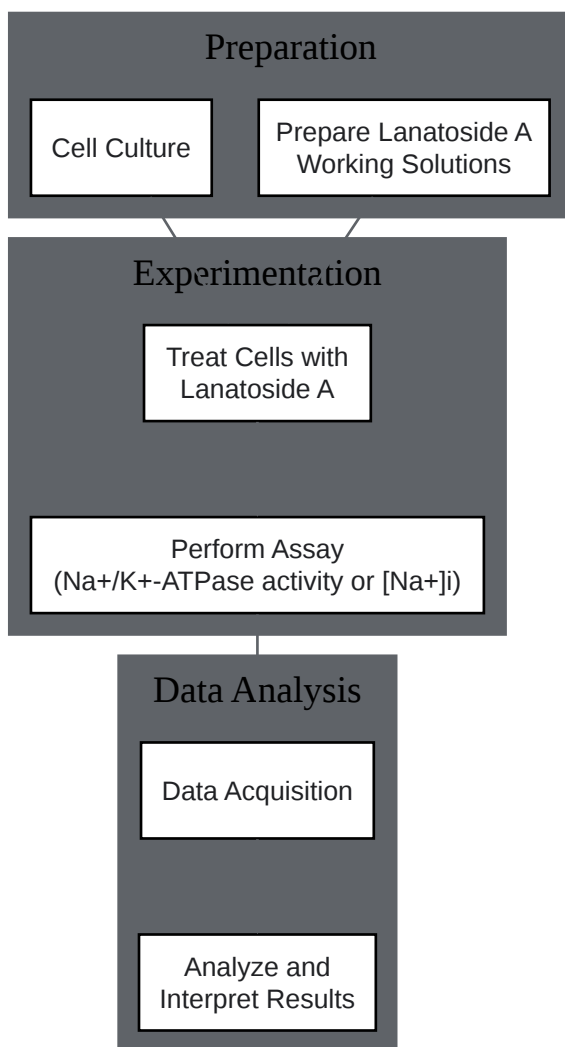 Preparation
Cell Culture
Prepare Lanatoside A
Working Solutions
Experimentation
Treat Cells with
Lanatoside A
Perform Assay
(Na+/K+-ATPase activity or [Na+]i)
Data Analysis
Data Acquisition
Analyze and
Interpret Results